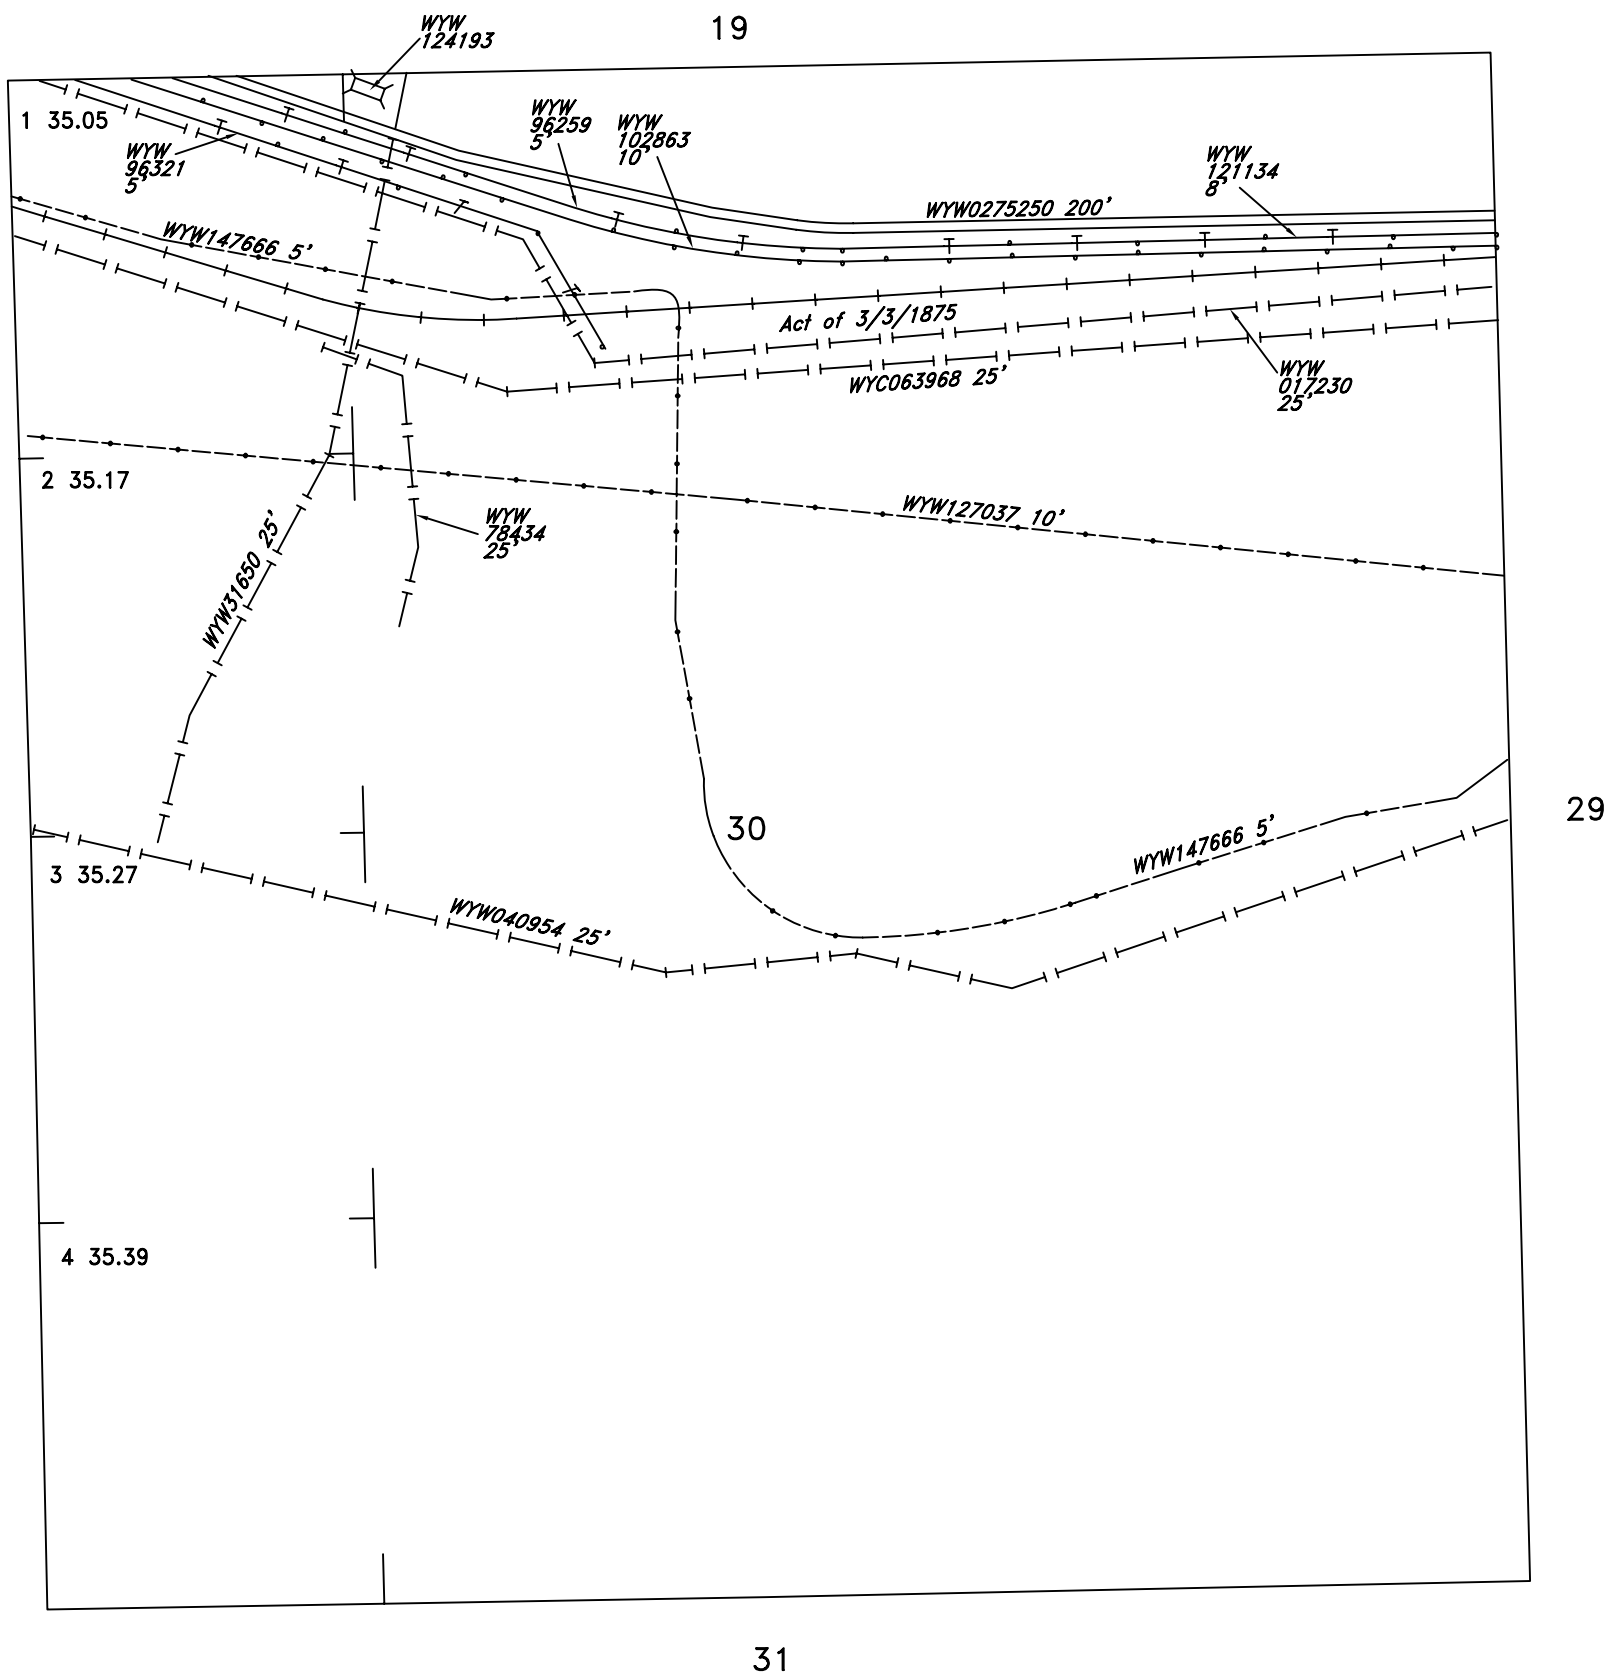 19
WYW
124193
1 35.05
WYW
96321
5'
WYW
96259
5'
WYW
102863
10'
WYW
121134
8'
WYW0275250 200'
WYW147666 5'
Act of 3/3/1875
WYC063968 25'
WYW
017230
25'
2 35.17
WYW127037 10'
WYW
78434
25'
WYW31650 25'
30
29
WYW147666 5'
3 35.27
WYW040954 25'
4 35.39
31